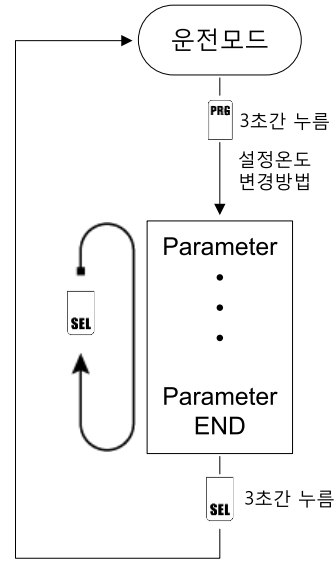 운전모드
PRG
3초간 누름
설정온도
변경방법
Parameter
SEL
Parameter
END
SEL
3초간 누름